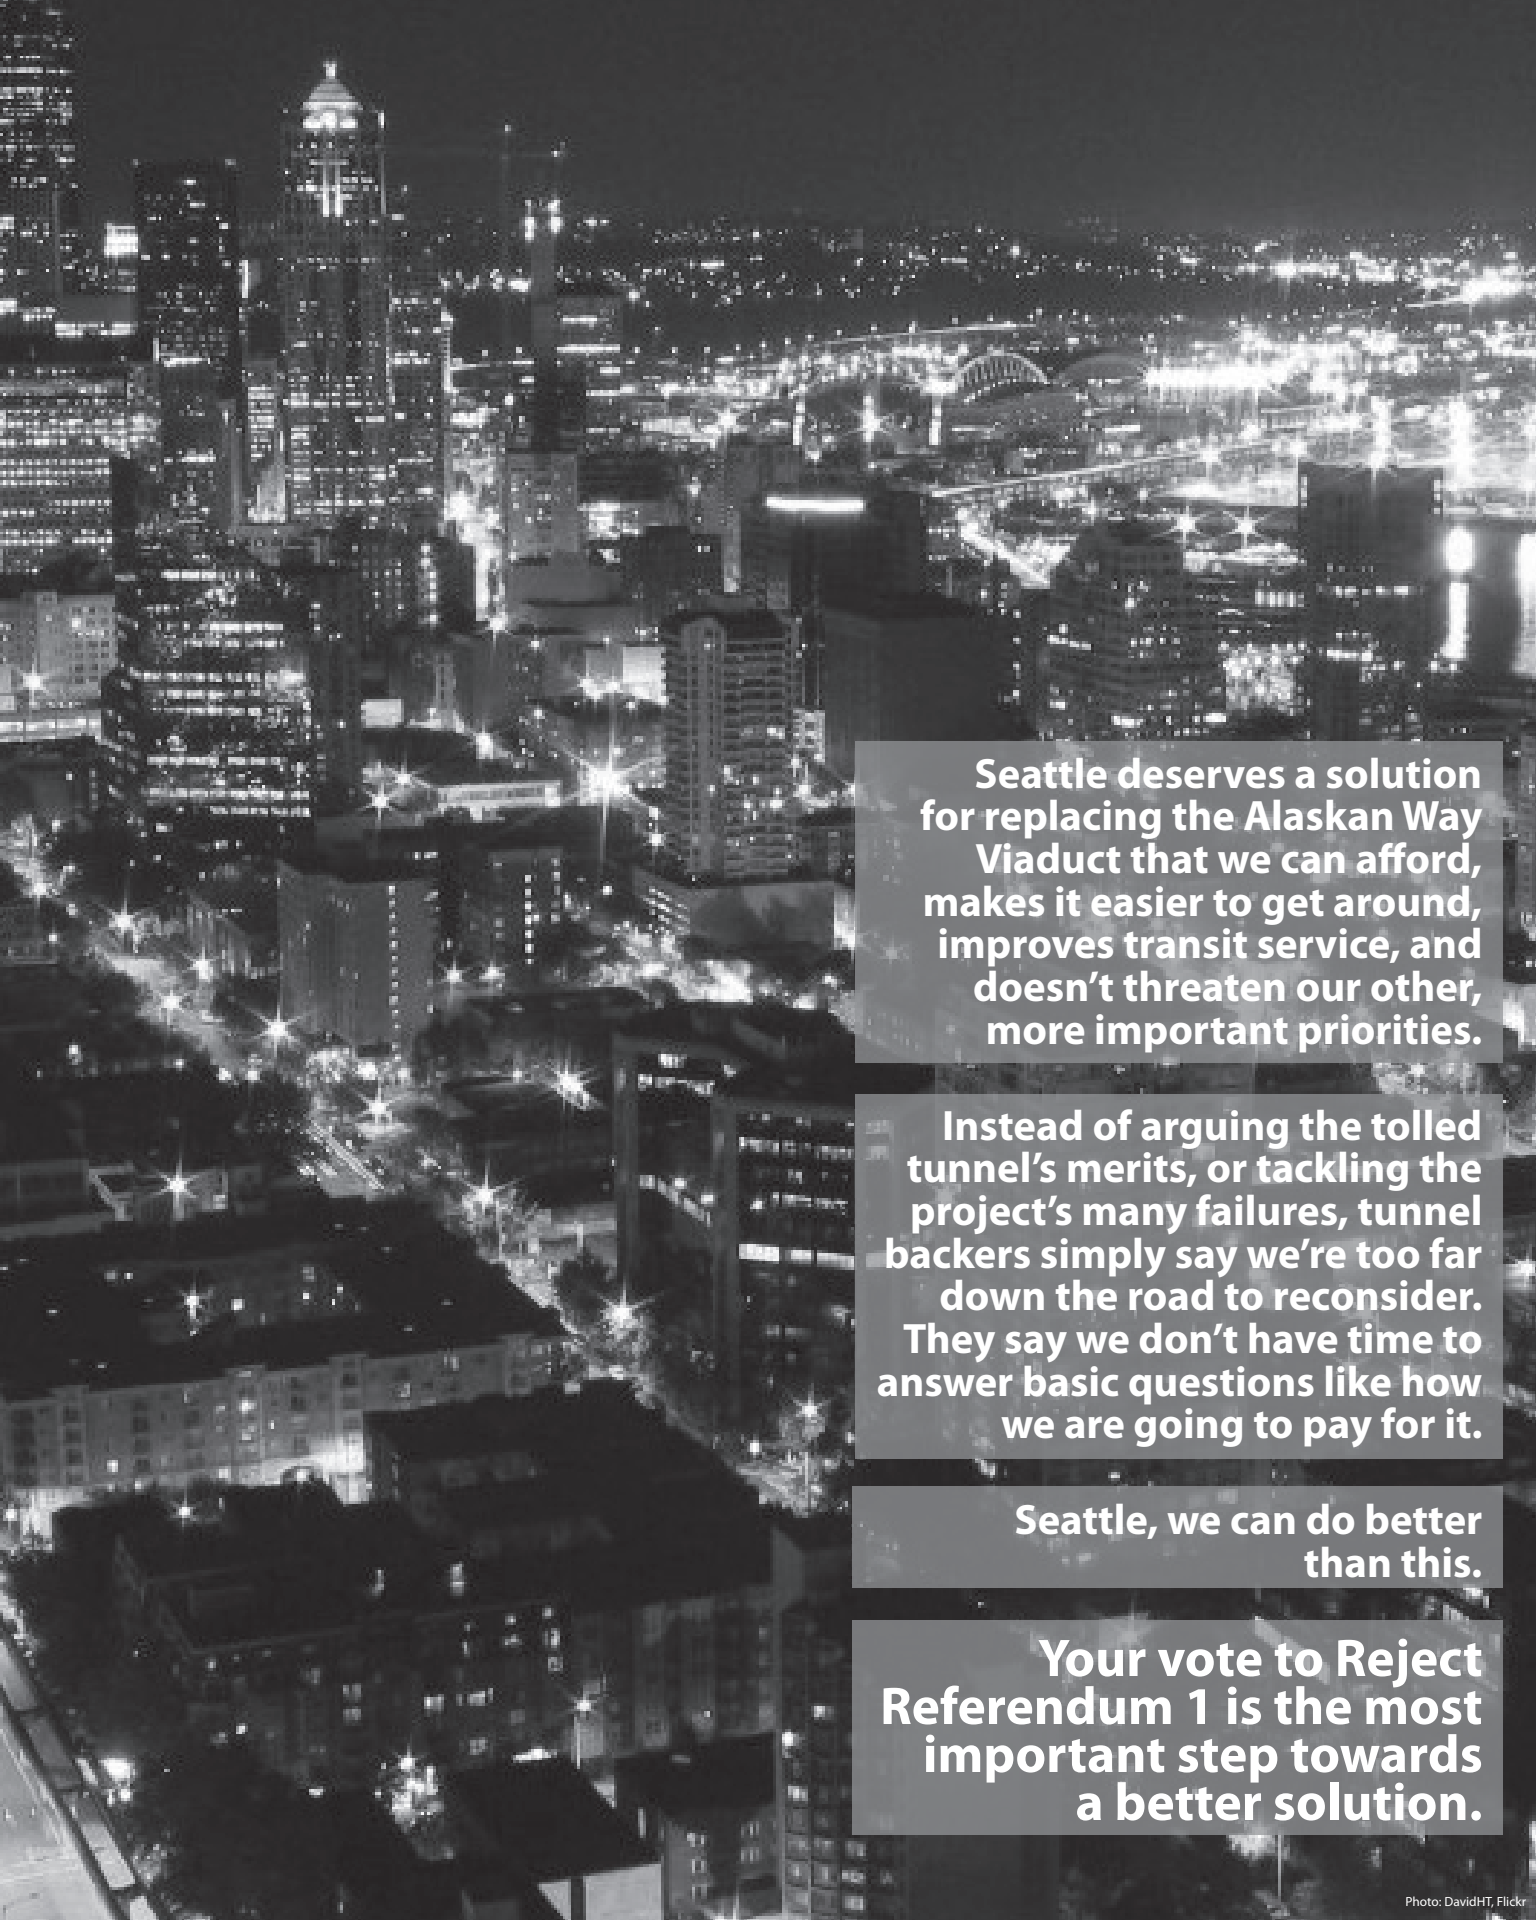 Seattle deserves a solution
for replacing the Alaskan Way
Viaduct that we can afford,
makes it easier to get around,
improves transit service, and
doesn’t threaten our other,
more important priorities.
Instead of arguing the tolled
tunnel’s merits, or tackling the
project’s many failures, tunnel
backers simply say we’re too far
down the road to reconsider.
They say we don’t have time to
answer basic questions like how
we are going to pay for it.
Seattle, we can do better
than this.
Your vote to Reject
Referendum 1 is the most
important step towards
a better solution.
Photo: DavidHT, Flickr